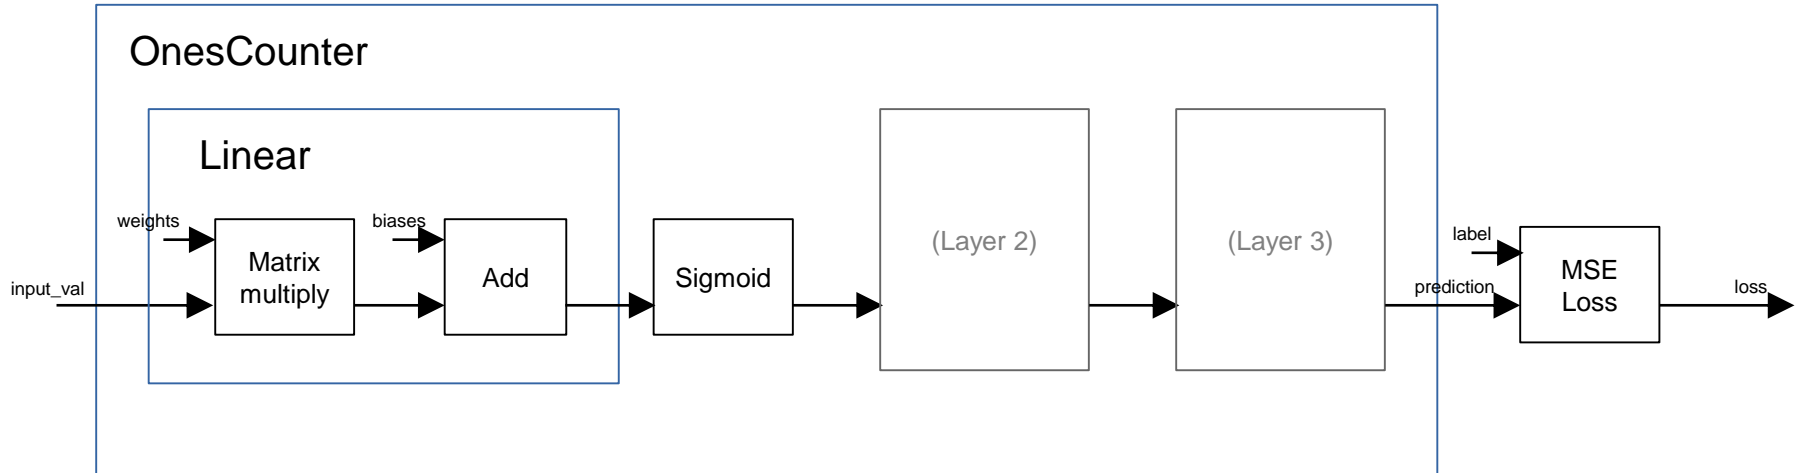 OnesCounter
Linear
weights
biases
(Layer 2)
(Layer 3)
label
Matrix
multiply
Add
Sigmoid
MSE
Loss
input_val
prediction
loss